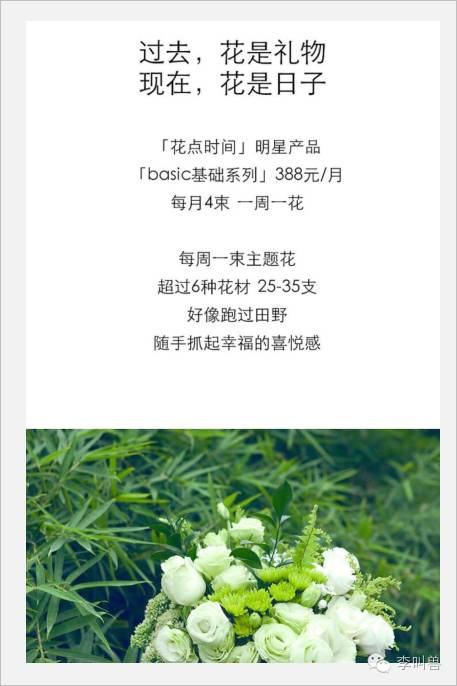 过去，花是礼物
现在，花是日子
「花点时间」明星产品
「basic基础系列」388元/月
每月4束 一周一花
每周一束主题花
超过6种花材 25-35支
好像跑过田野
随手抓起幸福的喜悦感
李叫兽